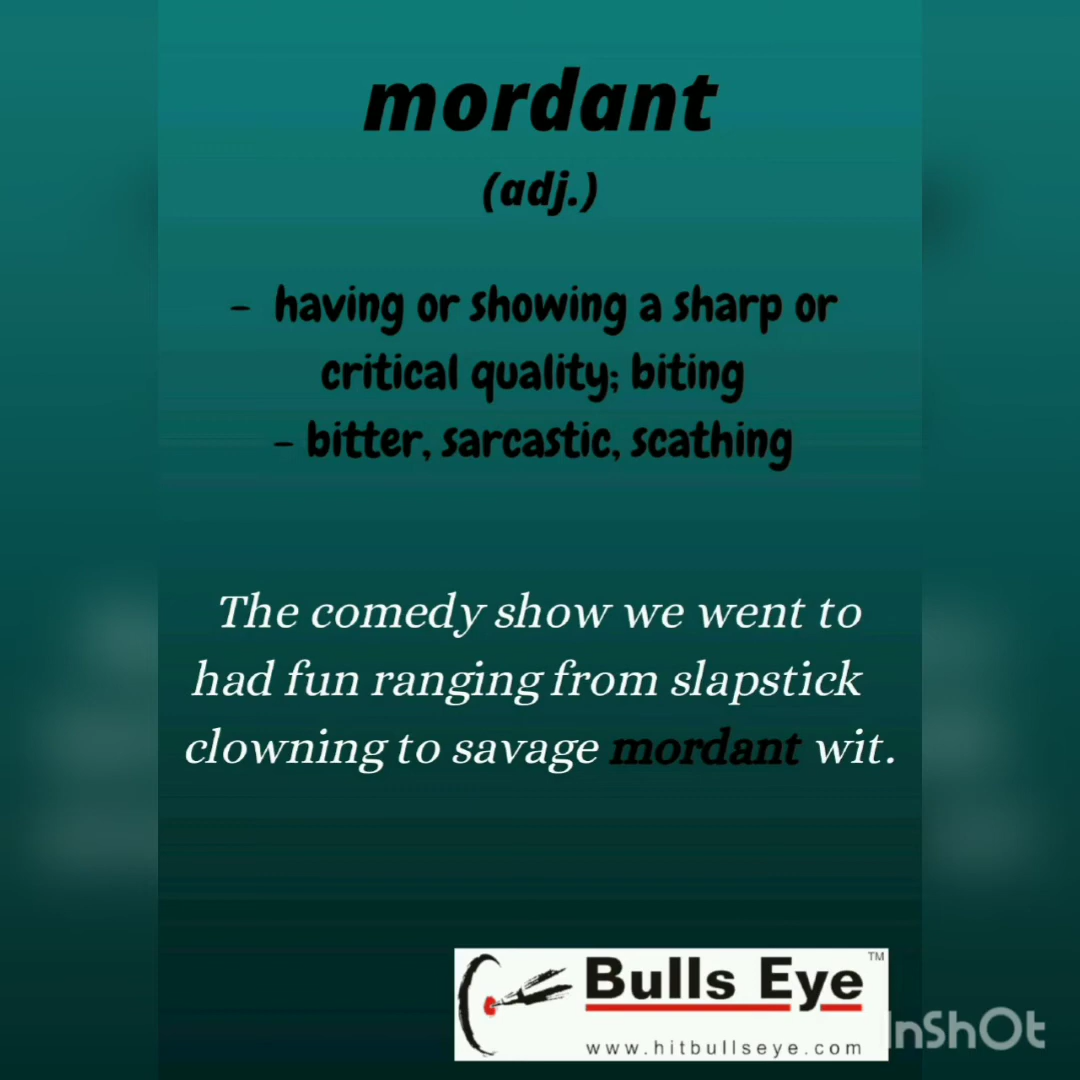 mordant
(adj.)
- having or showing a sharp or
critical quality; biting
- bitter, sarcastic, scathing
The comedy show we went to
had fun ranging from slapstick
clowning to savage mordant wit.
Bulls Eye™
www.hitbullseye.com
InShOt